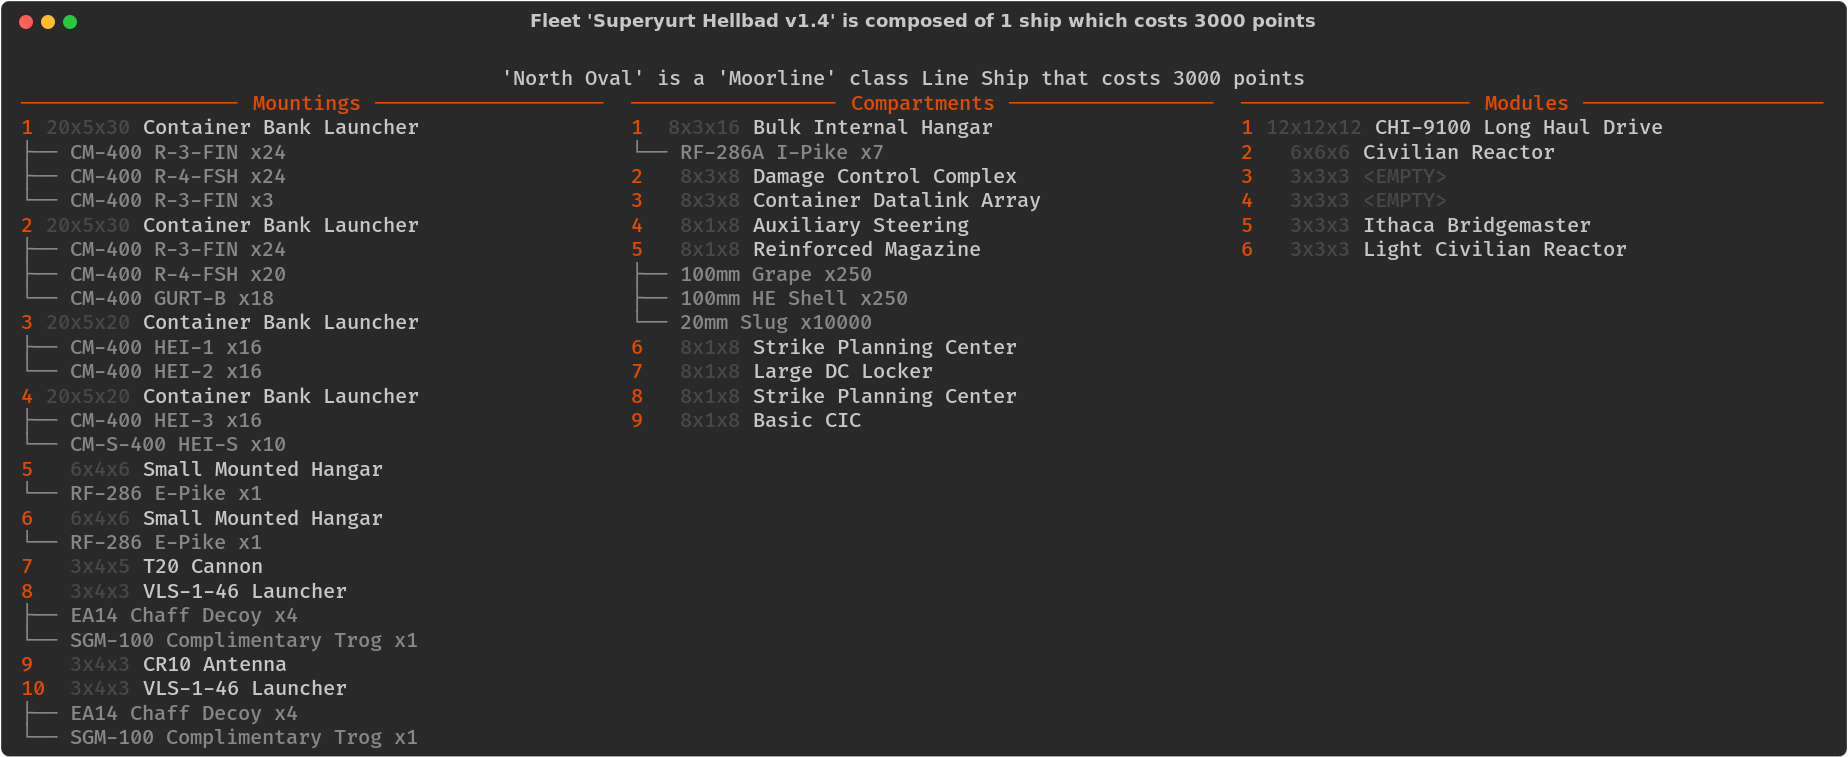 Fleet 'Superyurt Hellbad v1.4' is composed of 1 ship which costs 3000 points
'North Oval' is a 'Moorline' class Line Ship that costs 3000 points
Mountings
1 20x5x30 Container Bank Launcher
CM-400 R-3-FIN x24
CM-400 R-4-FSH x24
CM-400 R-3-FIN x3
2 20x5x30 Container Bank Launcher
CM-400 R-3-FIN x24
CM-400 R-4-FSH x20
CM-400 GURT-B x18
3 20x5x20 Container Bank Launcher
CM-400 HEI-1 x16
CM-400 HEI-2 x16
4 20x5x20 Container Bank Launcher
CM-400 HEI-3 x16
CM-S-400 HEI-S x10
5 6x4x6 Small Mounted Hangar
RF-286 E-Pike x1
6 6x4x6 Small Mounted Hangar
RF-286 E-Pike x1
7 3x4x5 T20 Cannon
8 3x4x3 VLS-1-46 Launcher
EA14 Chaff Decoy x4
SGM-100 Complimentary Trog x1
9 3x4x3 CR10 Antenna
10 3x4x3 VLS-1-46 Launcher
EA14 Chaff Decoy x4
SGM-100 Complimentary Trog x1
Compartments
1 8x3x16 Bulk Internal Hangar
RF-286A I-Pike x7
2 8x3x8 Damage Control Complex
3 8x3x8 Container Datalink Array
4 8x1x8 Auxiliary Steering
5 8x1x8 Reinforced Magazine
100mm Grape x250
100mm HE Shell x250
20mm Slug x10000
6 8x1x8 Strike Planning Center
7 8x1x8 Large DC Locker
8 8x1x8 Strike Planning Center
9 8x1x8 Basic CIC
Modules
1 12x12x12 CHI-9100 Long Haul Drive
2 6x6x6 Civilian Reactor
3 3x3x3 <EMPTY>
4 3x3x3 <EMPTY>
5 3x3x3 Ithaca Bridgemaster
6 3x3x3 Light Civilian Reactor